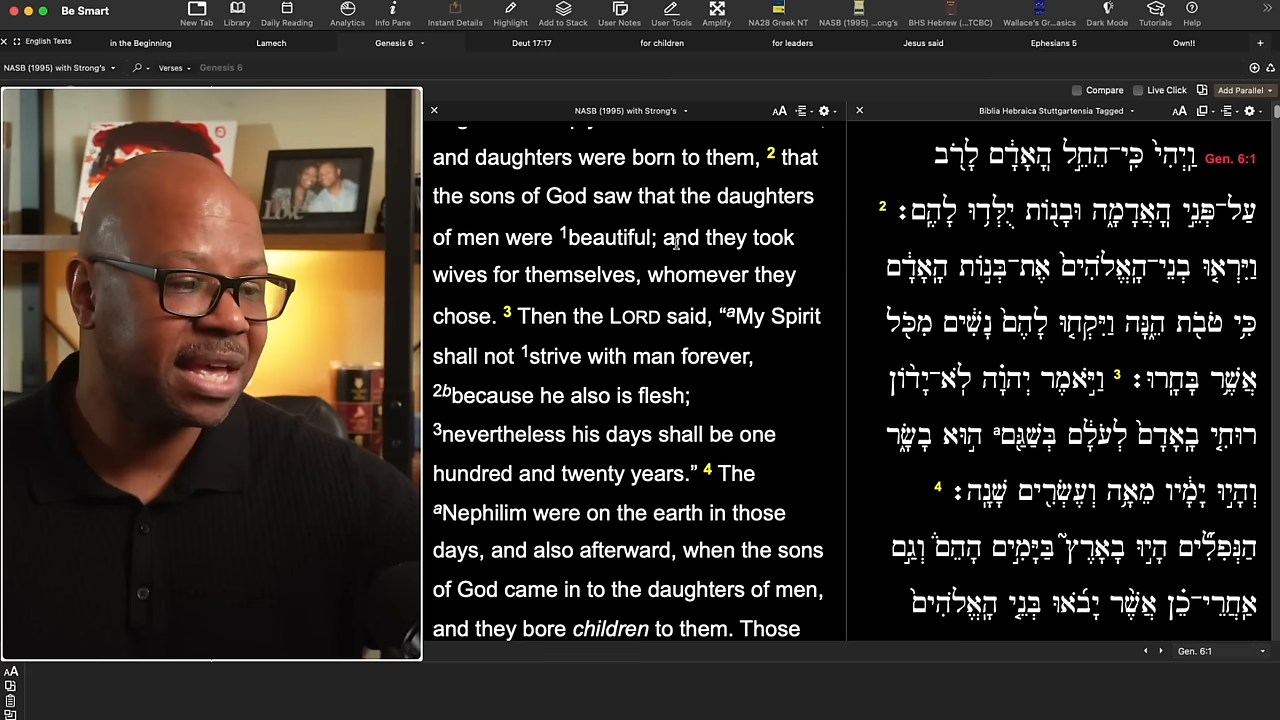 Be Smart
New Tab
Library
Daily Reading
Analytics
Info Pane
Instant Details
Highlight
Add to Stack
User Notes
User Tools
Amplify
NA28 Greek NT
NASB (1995) ...ong's
BHS Hebrew (...TCBC)
Wallace's Gr...asics
Dark Mode
Tutorials
Help
English Texts
in the Beginning
Lamech
Genesis 6
Deut 17:17
for children
for leaders
Jesus said
Ephesians 5
Own!!
NASB (1995) with Strong's
Verses
Genesis 6
Compare
Live Click
Add Parallel
LOVE
NASB (1995) with Strong's
and daughters were born to them, 2 that
the sons of God saw that the daughters
of men were 1beautiful; and they took
wives for themselves, whomever they
chose. 3 Then the LORD said, “aMy Spirit
shall not 1strive with man forever,
2bbecause he also is flesh;
3nevertheless his days shall be one
hundred and twenty years.” 4 The
aNephilim were on the earth in those
days, and also afterward, when the sons
of God came in to the daughters of men,
and they bore children to them. Those
Biblia Hebraica Stuttgartensia Tagged
Gen. 6:1 וַֽיְהִי֙ כִּֽי־הֵחֵ֣ל הָֽאָדָ֔ם לָרֹ֖ב
עַל־פְּנֵ֣י הָֽאֲדָמָ֑ה וּבָנ֖וֹת יֻלְּד֥וּ לָהֶֽם׃ 2
וַיִּרְא֤וּ בְנֵי־הָֽאֱלֹהִים֙ אֶת־בְּנ֣וֹת הָֽאָדָ֔ם
כִּ֥י טֹבֹ֖ת הֵ֑נָּה וַיִּקְח֤וּ לָהֶם֙ נָשִׁ֔ים מִכֹּ֖ל
אֲשֶׁ֥ר בָּחָֽרוּ׃ 3 וַיֹּ֣אמֶר יְהוָ֗ה לֹֽא־יָד֨וֹן
רוּחִ֤י בָֽאָדָם֙ לְעֹלָ֔ם בְּשַׁגַּ֖םa ה֣וּא בָשָׂ֑ר
וְהָי֣וּ יָמָ֔יו מֵאָ֥ה וְעֶשְׂרִ֖ים שָׁנָֽה׃ 4
הַנְּפִלִ֞ים הָי֣וּ בָאָרֶץ֮ בַּיָּמִ֣ים הָהֵם֒ וְגַ֣ם
אַֽחֲרֵי־כֵ֗ן אֲשֶׁ֨ר יָבֹ֜אוּ בְּנֵ֤י הָֽאֱלֹהִים֙
Gen. 6:1